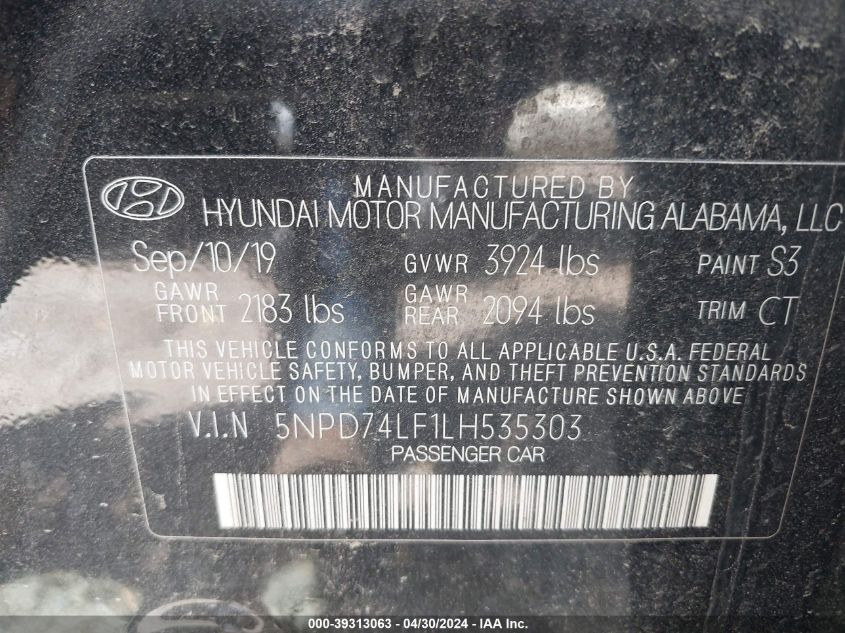 MANUFACTURED BY
HYUNDAI MOTOR MANUFACTURING ALABAMA, LLC
Sep/10/19 GVWR 3924 lbs PAINT S3
GAWR FRONT 2183 lbs GAWR REAR 2094 lbs TRIM CT
THIS VEHICLE CONFORMS TO ALL APPLICABLE U.S.A. FEDERAL
MOTOR VEHICLE SAFETY, BUMPER, AND THEFT PREVENTION STANDARDS
IN EFFECT ON THE DATE OF MANUFACTURE SHOWN ABOVE
V.I.N 5NPD74LF1LH535303
PASSENGER CAR
000-39313063 - 04/30/2024 - IAA Inc.